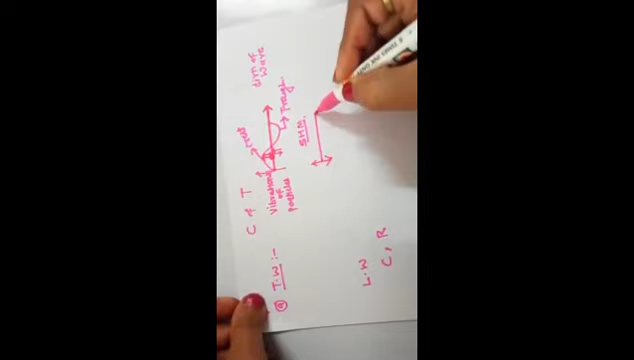 C & T
crest
dirn of
wave
Vibrations
of
particles
Trough
(a) T.W :-
SHM.
L.W
C, R